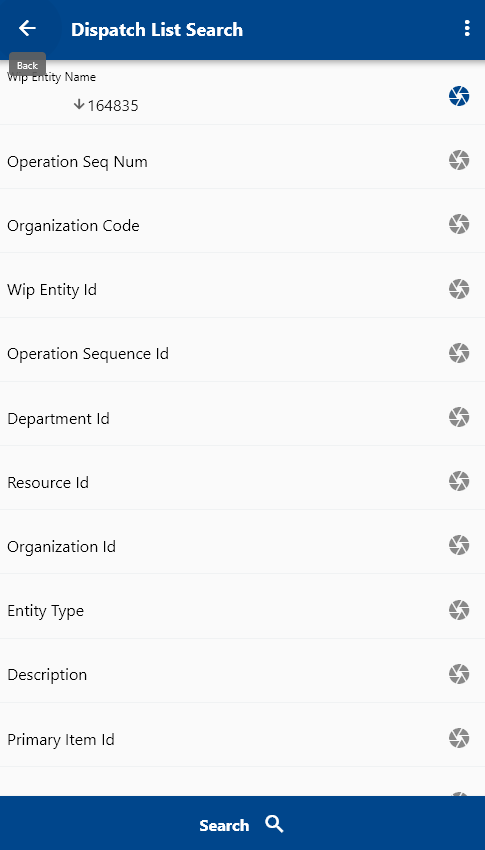 Dispatch List Search
Back
Wip Entity Name
164835
Operation Seq Num
Organization Code
Wip Entity Id
Operation Sequence Id
Department Id
Resource Id
Organization Id
Entity Type
Description
Primary Item Id
Search